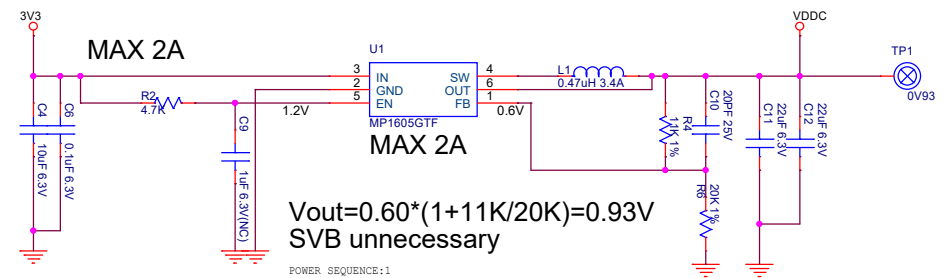 3V3
VDDC
MAX 2A
U1
TP1
3
IN
SW
4
L1
2
GND
OUT
6
0.47uH 3.4A
5
EN
FB
1
R2
4.7K
1.2V
0.6V
0V93
MP1605GTF
MAX 2A
C4
10uF 6.3V
C6
0.1uF 6.3V
C9
1uF 6.3V(NC)
R4
11K 1%
C10
20PF 25V
C11
22uF 6.3V
C12
22uF 6.3V
R6
20K 1%
Vout=0.60*(1+11K/20K)=0.93V
SVB unnecessary
POWER SEQUENCE:1